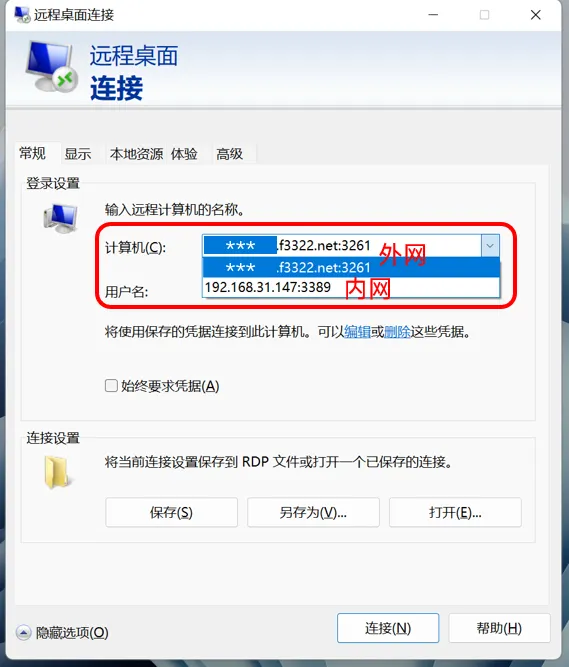 远程桌面连接
远程桌面
连接
常规 显示 本地资源 体验 高级
登录设置
输入远程计算机的名称。
计算机(C): *** .f3322.net:3261
外网
*** .f3322.net:3261
用户名: 192.168.31.147:3389 内网
将使用保存的凭据连接到此计算机。可以编辑或删除这些凭据。
始终要求凭据(A)
连接设置
将当前连接设置保存到 RDP 文件或打开一个已保存的连接。
保存(S) 另存为(V)... 打开(E)...
隐藏选项(O) 连接(N) 帮助(H)